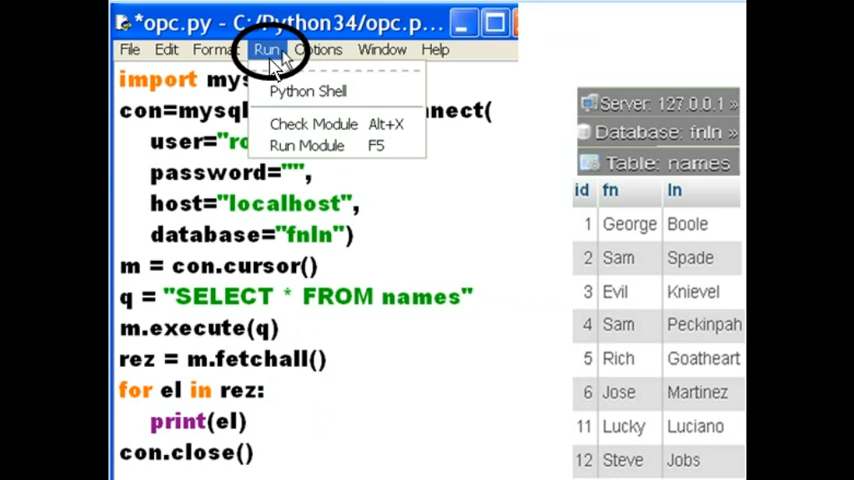 *opc.py - C:/Python34/opc.p...
File Edit Format Run Options Window Help
import mys
Python Shell
con=mysql nnect(
Check Module Alt+X
user="ro
Run Module F5
password="",
host="localhost",
database="fnln")
m = con.cursor()
q = "SELECT * FROM names"
m.execute(q)
rez = m.fetchall()
for el in rez:
print(el)
con.close()
Server: 127.0.0.1 »
Database: fnln »
Table: names
id fn ln
1 George Boole
2 Sam Spade
3 Evil Knievel
4 Sam Peckinpah
5 Rich Goatheart
6 Jose Martinez
11 Lucky Luciano
12 Steve Jobs